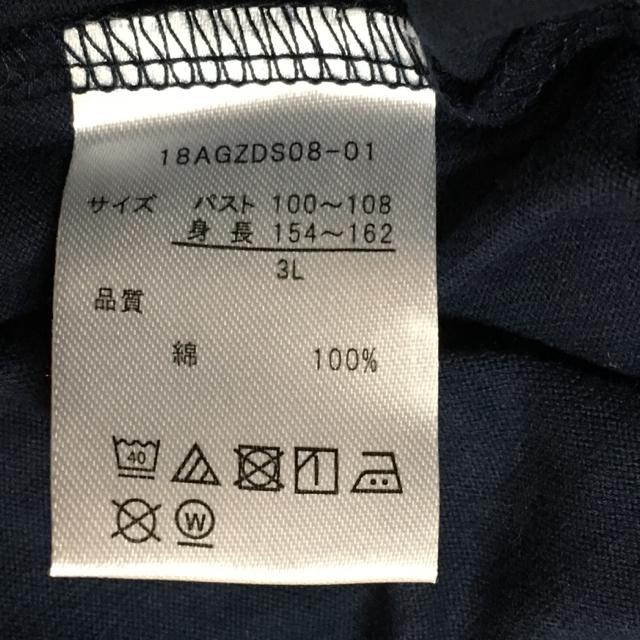 18AGZDS08-01
サイズ バスト 100～108
身長 154～162
3L
品質
綿 100%
40
W